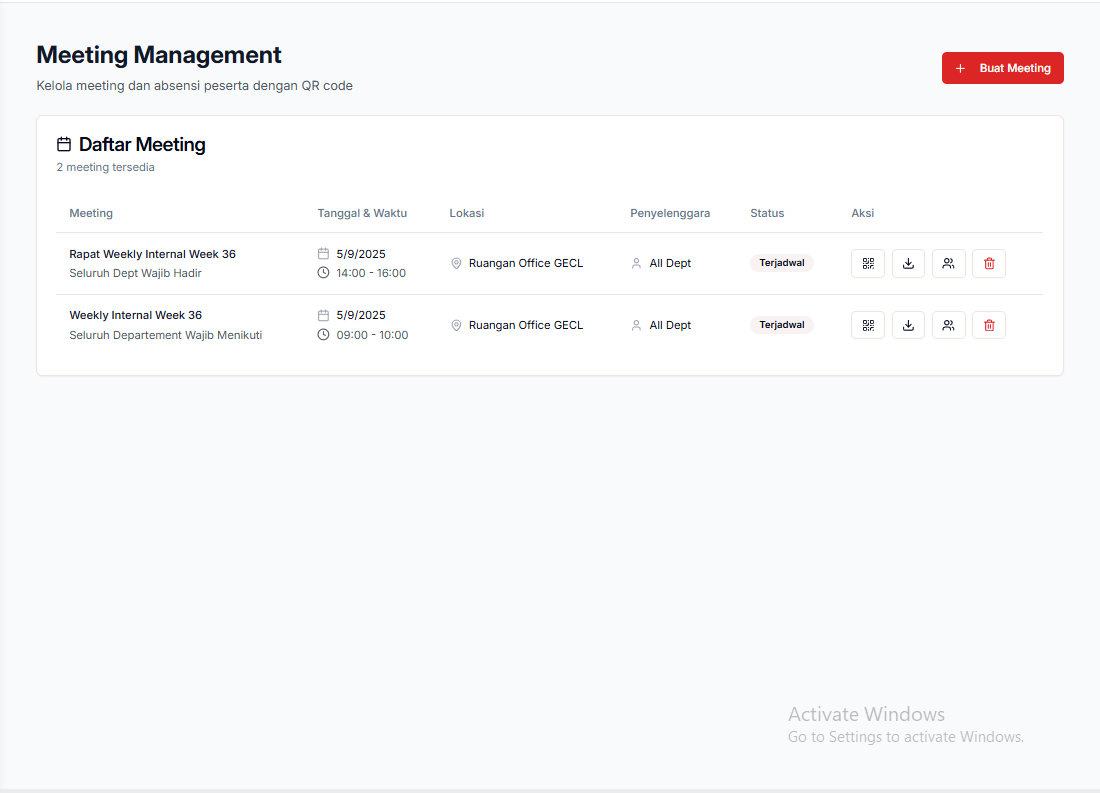 Meeting Management
Kelola meeting dan absensi peserta dengan QR code
+ Buat Meeting
Daftar Meeting
2 meeting tersedia
Meeting Tanggal & Waktu Lokasi Penyelenggara Status Aksi
Rapat Weekly Internal Week 36
Seluruh Dept Wajib Hadir
5/9/2025
14:00 - 16:00
Ruangan Office GECL
All Dept
Terjadwal
Weekly Internal Week 36
Seluruh Departement Wajib Menikuti
5/9/2025
09:00 - 10:00
Ruangan Office GECL
All Dept
Terjadwal
Activate Windows
Go to Settings to activate Windows.